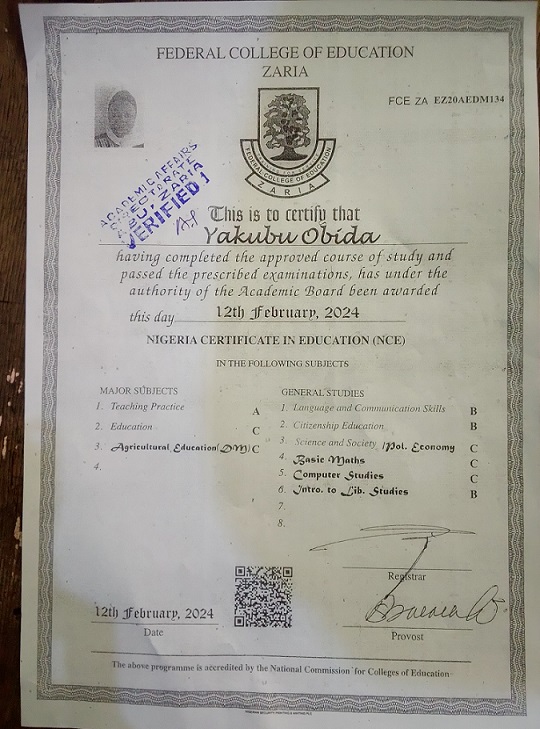 FEDERAL COLLEGE OF EDUCATION
ZARIA
FCE ZA EZ20AEDM134
FEDERAL COLLEGE OF EDUCATION
ZARIA
ACADEMIC AFFAIRS
ZARIA
VERIFIED
This is to certify that
Yakubu Obida
having completed the approved course of study and
passed the prescribed examinations, has under the
authority of the Academic Board been awarded
this day 12th February, 2024
NIGERIA CERTIFICATE IN EDUCATION (NCE)
IN THE FOLLOWING SUBJECTS
MAJOR SUBJECTS
1. Teaching Practice A
2. Education C
3. Agricultural Education(DM) C
4.
GENERAL STUDIES
1. Language and Communication Skills B
2. Citizenship Education B
3. Science and Society /Pol. Economy C
4. Basic Maths C
5. Computer Studies C
6. Intro. to Lib. Studies B
7.
8.
Registrar
12th February, 2024
Date
Provost
The above programme is accredited by the National Commission for Colleges of Education